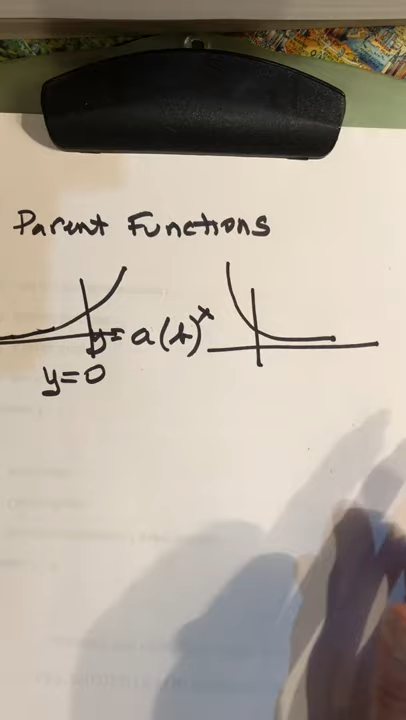 Parent Functions
y = a(b)^x
y=0